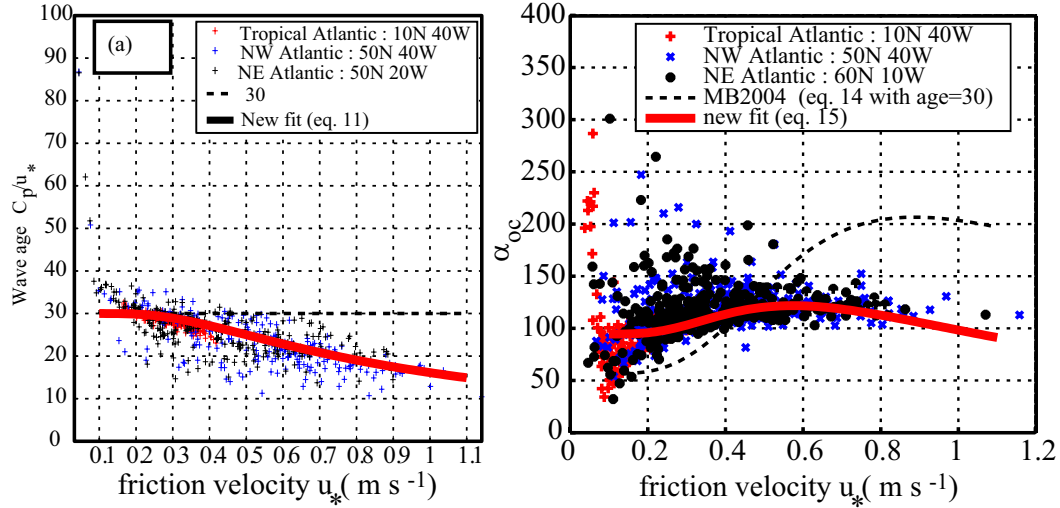 (a)
Tropical Atlantic : 10N 40W
NW Atlantic : 50N 40W
NE Atlantic : 50N 20W
30
New fit (eq. 11)
100
90
80
70
60
50
40
30
20
10
0
Wave age C_p/u_*
0.1 0.2 0.3 0.4 0.5 0.6 0.7 0.8 0.9 1 1.1
friction velocity u_*( m s -1)
Tropical Atlantic : 10N 40W
NW Atlantic : 50N 40W
NE Atlantic : 60N 10W
MB2004 (eq. 14 with age=30)
new fit (eq. 15)
400
350
300
250
200
150
100
50
0
α_oc
0 0.2 0.4 0.6 0.8 1 1.2
friction velocity u_*( m s -1)